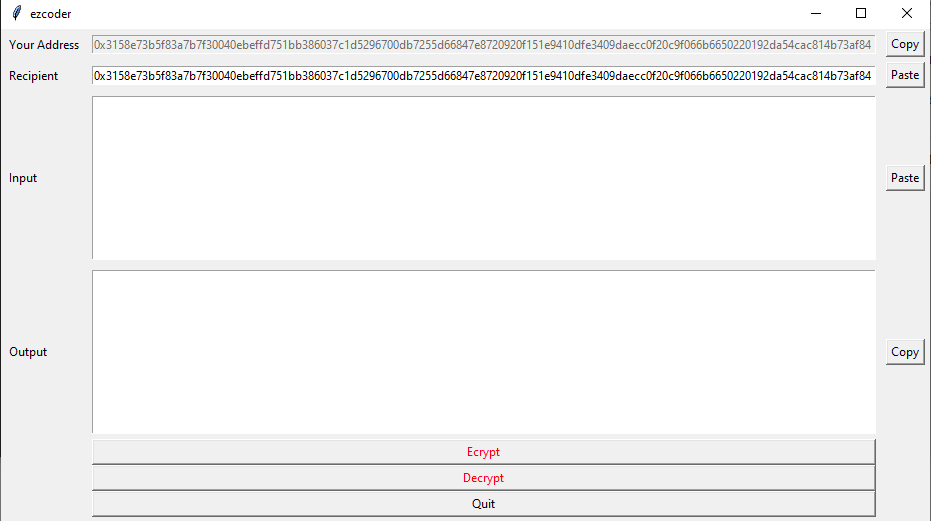 ezcoder
Your Address 0x3158e73b5f83a7b7f30040ebeffd751bb386037c1d5296700db7255d66847e8720920f151e9410dfe3409daecc0f20c9f066b6650220192da54cac814b73af84 Copy
Recipient 0x3158e73b5f83a7b7f30040ebeffd751bb386037c1d5296700db7255d66847e8720920f151e9410dfe3409daecc0f20c9f066b6650220192da54cac814b73af84 Paste
Input Paste
Output Copy
Ecrypt
Decrypt
Quit